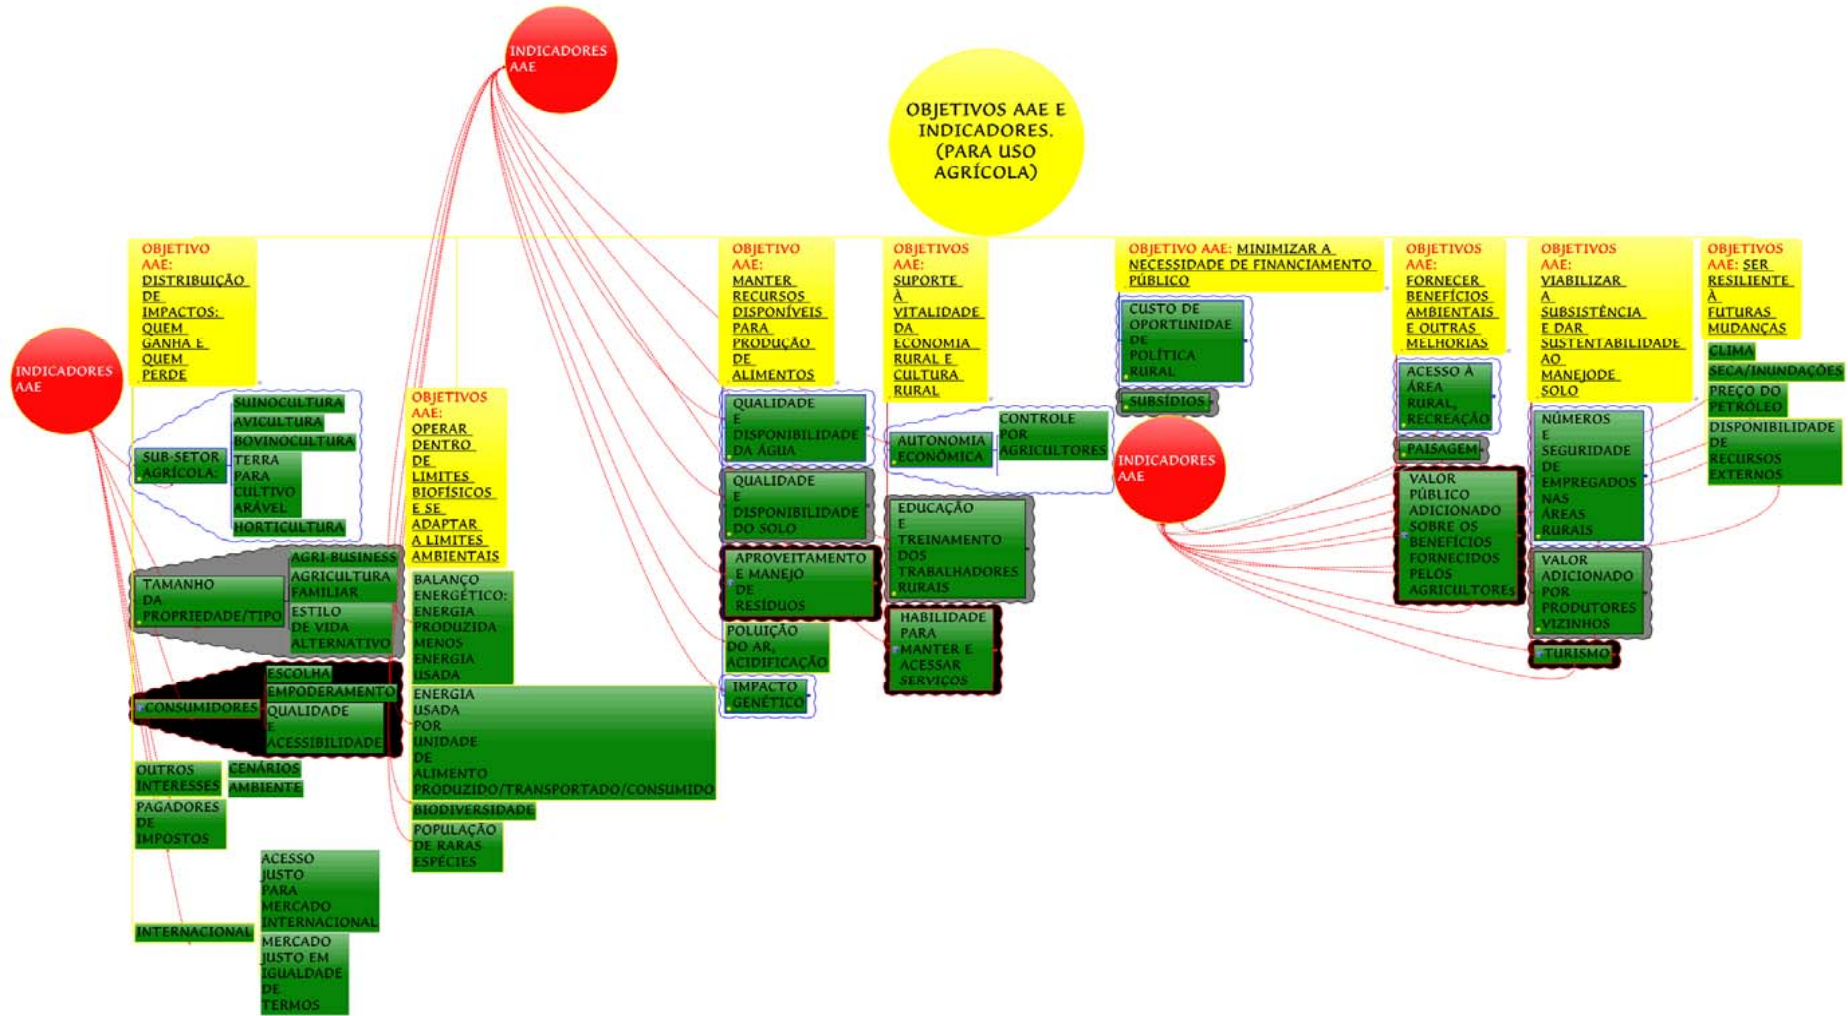 INDICADORES
AAE
OBJETIVOS AAE E
INDICADORES.
(PARA USO
AGRÍCOLA)
INDICADORES
AAE
OBJETIVO
AAE:
DISTRIBUIÇÃO
DE
IMPACTOS:
QUEM
GANHA E
QUEM
PERDE
SUB-SETOR
AGRÍCOLA:
SUINOCULTURA
AVICULTURA
BOVINOCULTURA
TERRA
PARA
CULTIVO
ARÁVEL
HORTICULTURA
TAMANHO
DA
PROPRIEDADE/TIPO
AGRI-BUSINESS
AGRICULTURA
FAMILIAR
ESTILO
DE VIDA
ALTERNATIVO
CONSUMIDORES
ESCOLHA
EMPODERAMENTO
QUALIDADE
E
ACESSIBILIDADE
OUTROS
INTERESSES
CENÁRIOS
AMBIENTE
PAGADORES
DE
IMPOSTOS
INTERNACIONAL
ACESSO
JUSTO
PARA
MERCADO
INTERNACIONAL
MERCADO
JUSTO EM
IGUALDADE
DE
TERMOS
OBJETIVOS
AAE:
OPERAR
DENTRO
DE
LIMITES
BIOFÍSICOS
E SE
ADAPTAR
A LIMITES
AMBIENTAIS
BALANÇO
ENERGÉTICO:
ENERGIA
PRODUZIDA
MENOS
ENERGIA
USADA
ENERGIA
USADA
POR
UNIDADE
DE
ALIMENTO
PRODUZIDO/TRANSPORTADO/CONSUMIDO
BIODIVERSIDADE
POPULAÇÃO
DE RARAS
ESPÉCIES
OBJETIVO
AAE:
MANTER
RECURSOS
DISPONÍVEIS
PARA
PRODUÇÃO
DE
ALIMENTOS
QUALIDADE
E
DISPONIBILIDADE
DA ÁGUA
QUALIDADE
E
DISPONIBILIDADE
DO SOLO
APROVEITAMENTO
E MANEJO
DE
RESÍDUOS
POLUIÇÃO
DO AR,
ACIDIFICAÇÃO
IMPACTO
GENÉTICO
OBJETIVOS
AAE:
SUPORTE
À
VITALIDADE
DA
ECONOMIA
RURAL E
CULTURA
RURAL
AUTONOMIA
ECONÔMICA
CONTROLE
POR
AGRICULTORES
EDUCAÇÃO
E
TREINAMENTO
DOS
TRABALHADORES
RURAIS
HABILIDADE
PARA
MANTER E
ACESSAR
SERVIÇOS
OBJETIVO AAE: MINIMIZAR A
NECESSIDADE DE FINANCIAMENTO
PÚBLICO
CUSTO DE
OPORTUNIDAE
DE
POLÍTICA
RURAL
SUBSÍDIOS
INDICADORES
AAE
OBJETIVOS
AAE:
FORNECER
BENEFÍCIOS
AMBIENTAIS
E OUTRAS
MELHORIAS
ACESSO À
ÁREA
RURAL,
RECREAÇÃO
PAISAGEM
VALOR
PÚBLICO
ADICIONADO
SOBRE OS
BENEFÍCIOS
FORNECIDOS
PELOS
AGRICULTORES
OBJETIVOS
AAE:
VIABILIZAR
A
SUBSISTÊNCIA
E DAR
SUSTENTABILIDADE
AO
MANEJODE
SOLO
NÚMEROS
E
SEGURIDADE
DE
EMPREGADOS
NAS
ÁREAS
RURAIS
VALOR
ADICIONADO
POR
PRODUTORES
VIZINHOS
TURISMO
OBJETIVOS
AAE: SER
RESILIENTE
À
FUTURAS
MUDANÇAS
CLIMA
SECA/INUNDAÇÕES
PREÇO DO
PETRÓLEO
DISPONIBILIDADE
DE
RECURSOS
EXTERNOS